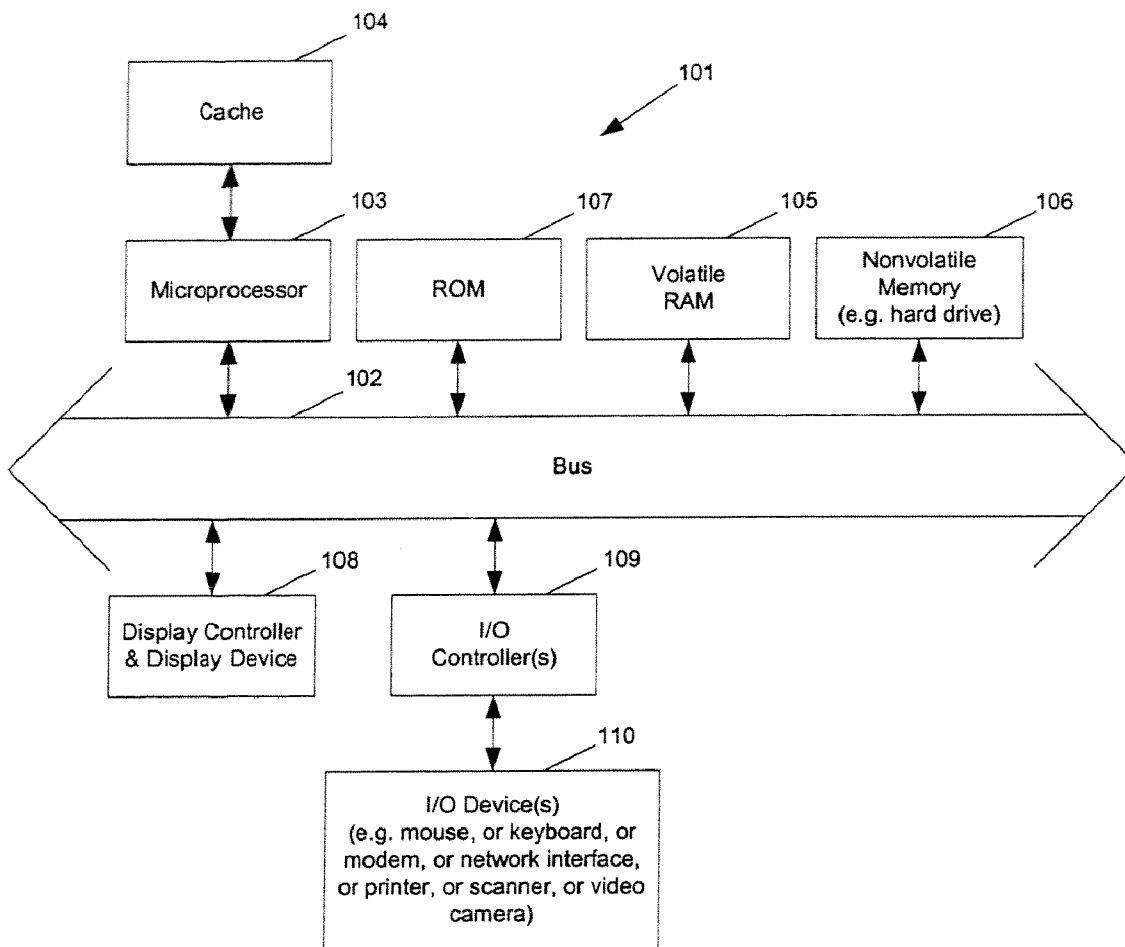 104
Cache
101
103
107
105
106
Microprocessor
ROM
Volatile
RAM
Nonvolatile
Memory
(e.g. hard drive)
102
Bus
108
109
Display Controller
& Display Device
I/O
Controller(s)
110
I/O Device(s)
(e.g. mouse, or keyboard, or
modem, or network interface,
or printer, or scanner, or video
camera)